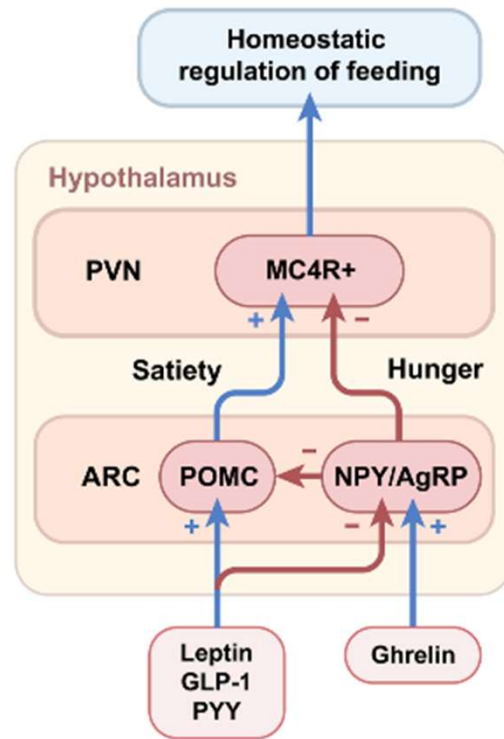 Homeostatic
regulation of feeding
Hypothalamus
PVN
MC4R+
+
−
Satiety
Hunger
ARC
POMC
−
NPY/AgRP
+
−
+
Leptin
GLP-1
PYY
Ghrelin